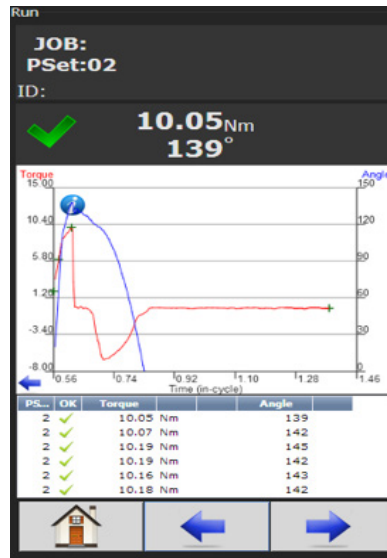 Run
JOB:
PSet:02
ID:
10.05Nm
139°
Torque Angle
15.00 150
10.40 120
5.80 90
1.20 60
-3.40 30
-8.00 0
0.56 0.74 0.92 1.10 1.28 1.46
Time (in-cycle)
PS... OK Torque Angle
2 10.05 Nm 139
2 10.07 Nm 142
2 10.19 Nm 145
2 10.19 Nm 142
2 10.16 Nm 143
2 10.18 Nm 142